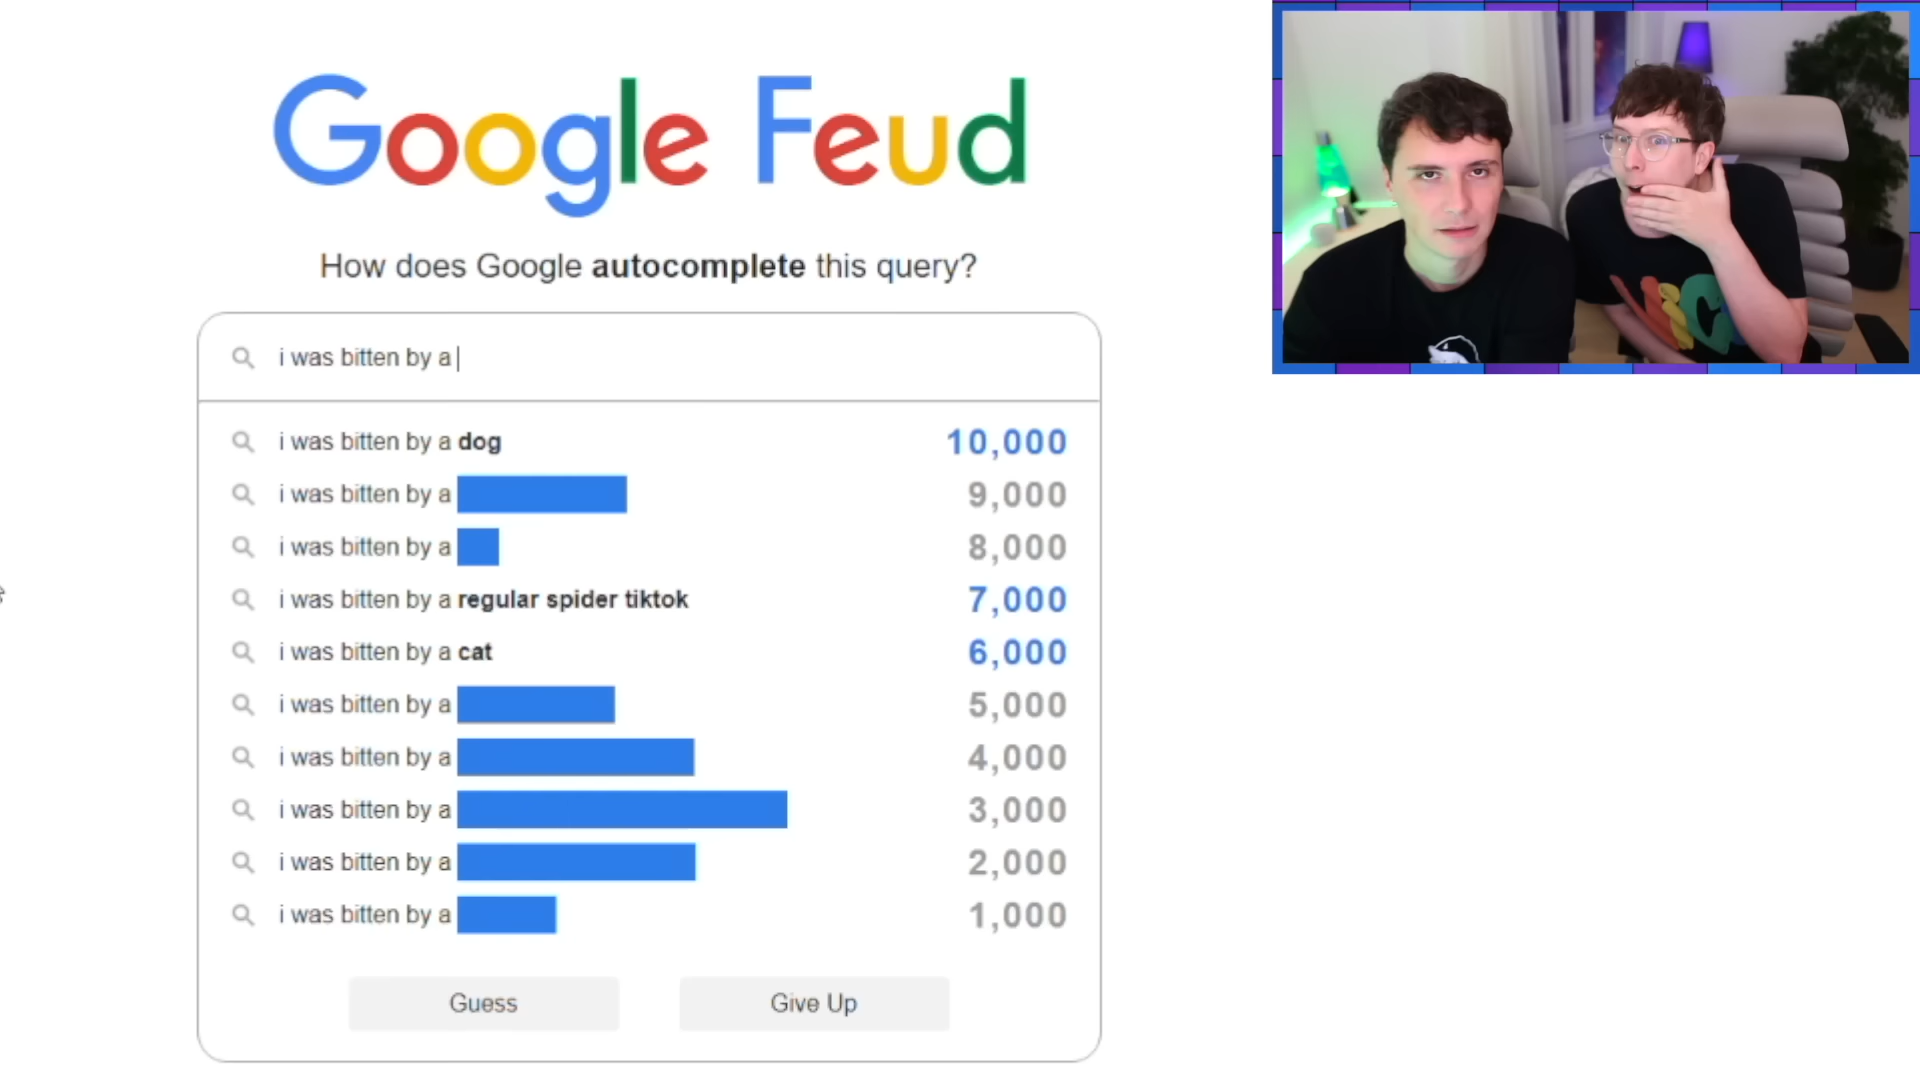 Google Feud
How does Google autocomplete this query?
i was bitten by a
i was bitten by a dog 10,000
i was bitten by a 9,000
i was bitten by a 8,000
i was bitten by a regular spider tiktok 7,000
i was bitten by a cat 6,000
i was bitten by a 5,000
i was bitten by a 4,000
i was bitten by a 3,000
i was bitten by a 2,000
i was bitten by a 1,000
Guess Give Up